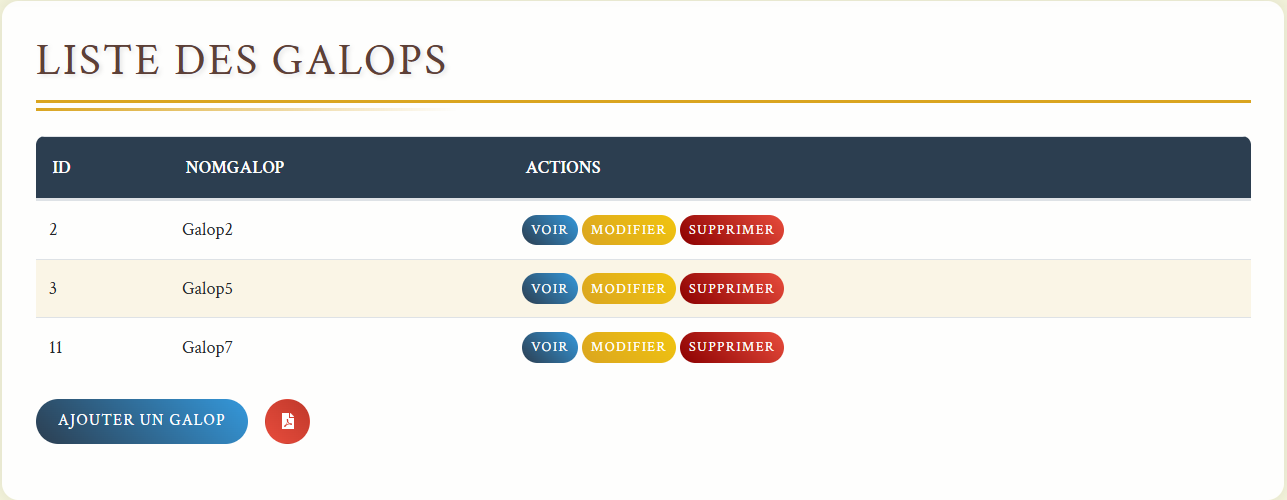 LISTE DES GALOPS
ID NOMGALOP ACTIONS
2 Galop2 VOIR MODIFIER SUPPRIMER
3 Galop5 VOIR MODIFIER SUPPRIMER
11 Galop7 VOIR MODIFIER SUPPRIMER
AJOUTER UN GALOP